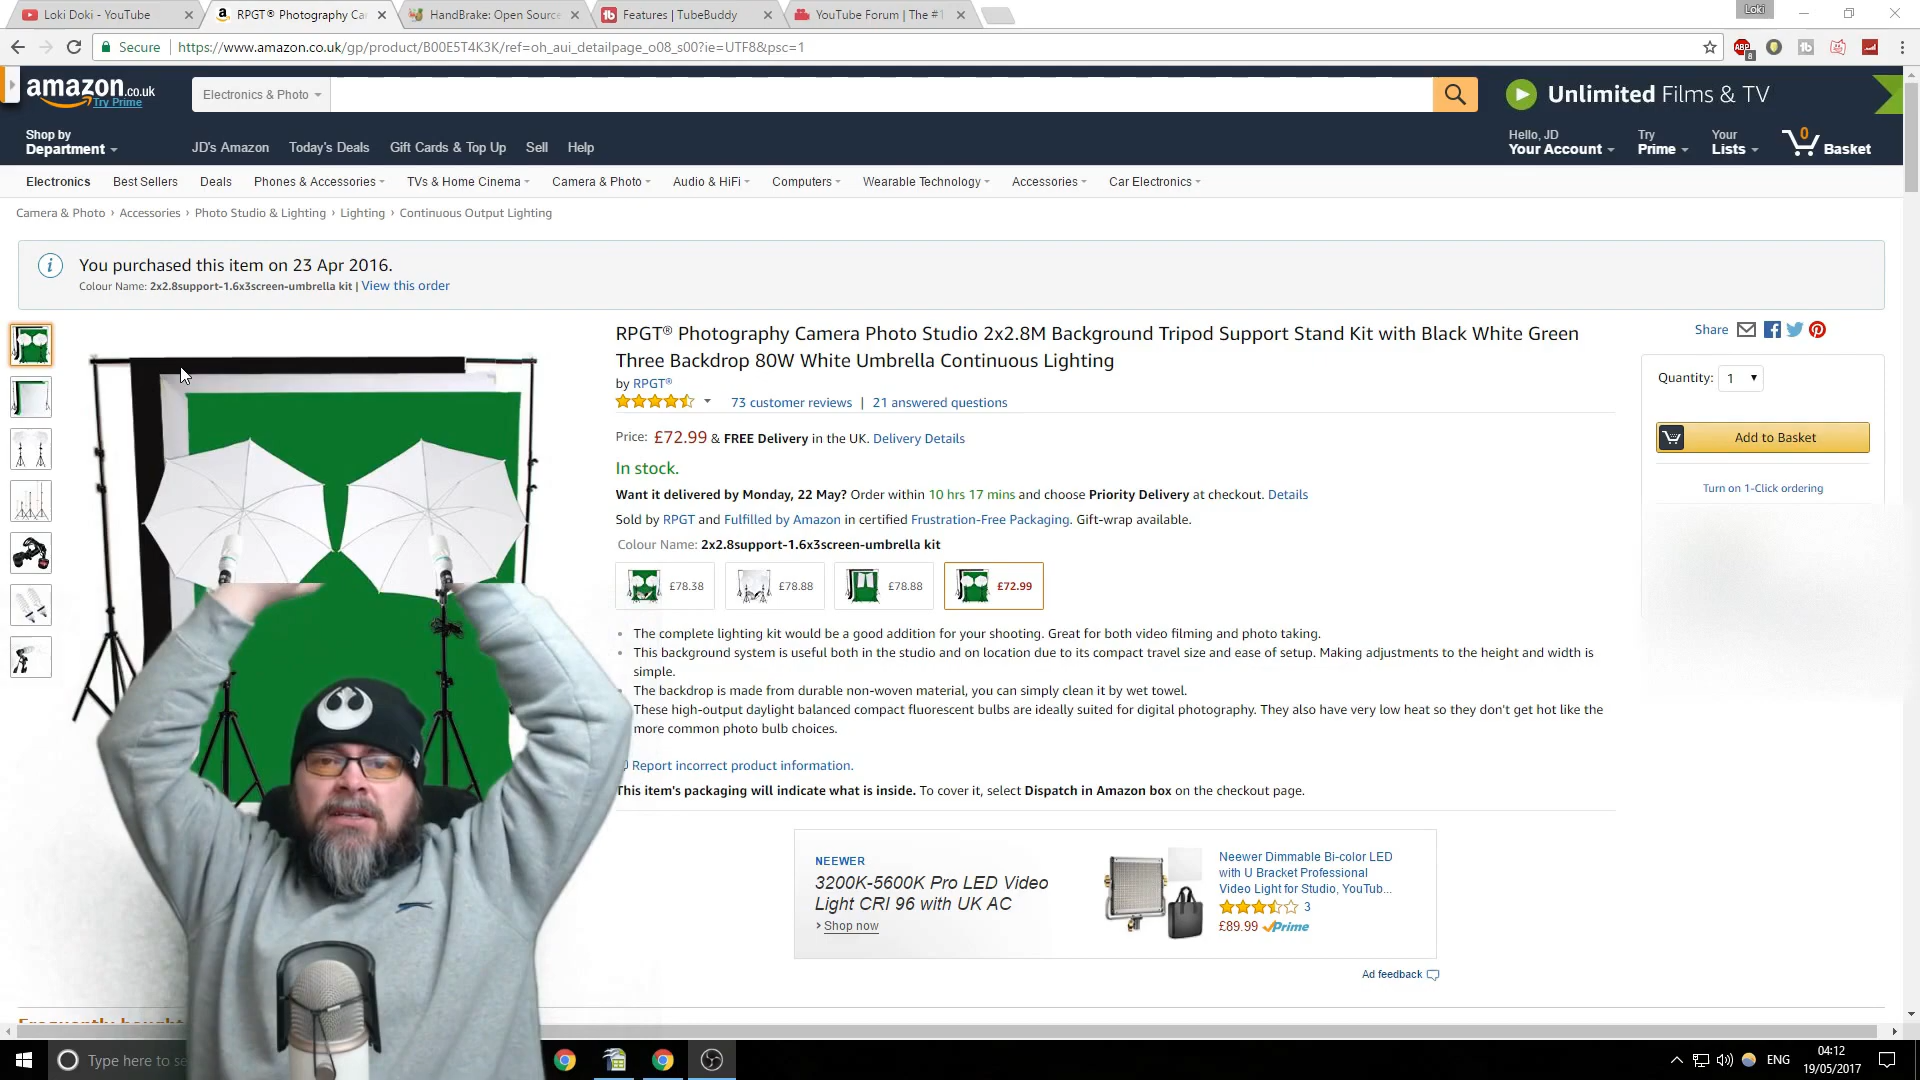 Loki Doki - YouTube
RPGT® Photography Ca
HandBrake: Open Source
Features | TubeBuddy
YouTube Forum | The #1
Loki
Secure
https://www.amazon.co.uk/gp/product/B00E5T4K3K/ref=oh_aui_detailpage_o08_s00?ie=UTF8&psc=1
ABP
8
amazon.co.uk
Try Prime
Electronics & Photo
Unlimited Films & TV
Shop by
Department
JD's Amazon
Today's Deals
Gift Cards & Top Up
Sell
Help
Hello, JD
Your Account
Try
Prime
Your
Lists
0
Basket
Electronics
Best Sellers
Deals
Phones & Accessories
TVs & Home Cinema
Camera & Photo
Audio & HiFi
Computers
Wearable Technology
Accessories
Car Electronics
Camera & Photo › Accessories › Photo Studio & Lighting › Lighting › Continuous Output Lighting
You purchased this item on 23 Apr 2016.
Colour Name: 2x2.8support-1.6x3screen-umbrella kit | View this order
RPGT® Photography Camera Photo Studio 2x2.8M Background Tripod Support Stand Kit with Black White Green
Three Backdrop 80W White Umbrella Continuous Lighting
by RPGT®
73 customer reviews | 21 answered questions
Price: £72.99 & FREE Delivery in the UK. Delivery Details
In stock.
Want it delivered by Monday, 22 May? Order within 10 hrs 17 mins and choose Priority Delivery at checkout. Details
Sold by RPGT and Fulfilled by Amazon in certified Frustration-Free Packaging. Gift-wrap available.
Colour Name: 2x2.8support-1.6x3screen-umbrella kit
£78.38
£78.88
£78.88
£72.99
• The complete lighting kit would be a good addition for your shooting. Great for both video filming and photo taking.
• This background system is useful both in the studio and on location due to its compact travel size and ease of setup. Making adjustments to the height and width is
simple.
• The backdrop is made from durable non-woven material, you can simply clean it by wet towel.
These high-output daylight balanced compact fluorescent bulbs are ideally suited for digital photography. They also have very low heat so they don't get hot like the
more common photo bulb choices.
Report incorrect product information.
This item's packaging will indicate what is inside. To cover it, select Dispatch in Amazon box on the checkout page.
Share
Quantity: 1
Add to Basket
Turn on 1-Click ordering
NEEWER
3200K-5600K Pro LED Video
Light CRI 96 with UK AC
› Shop now
Neewer Dimmable Bi-color LED
with U Bracket Professional
Video Light for Studio, YouTub...
3
£89.99 Prime
Ad feedback
Frequently bought
Type here to se
ENG
04:12
19/05/2017